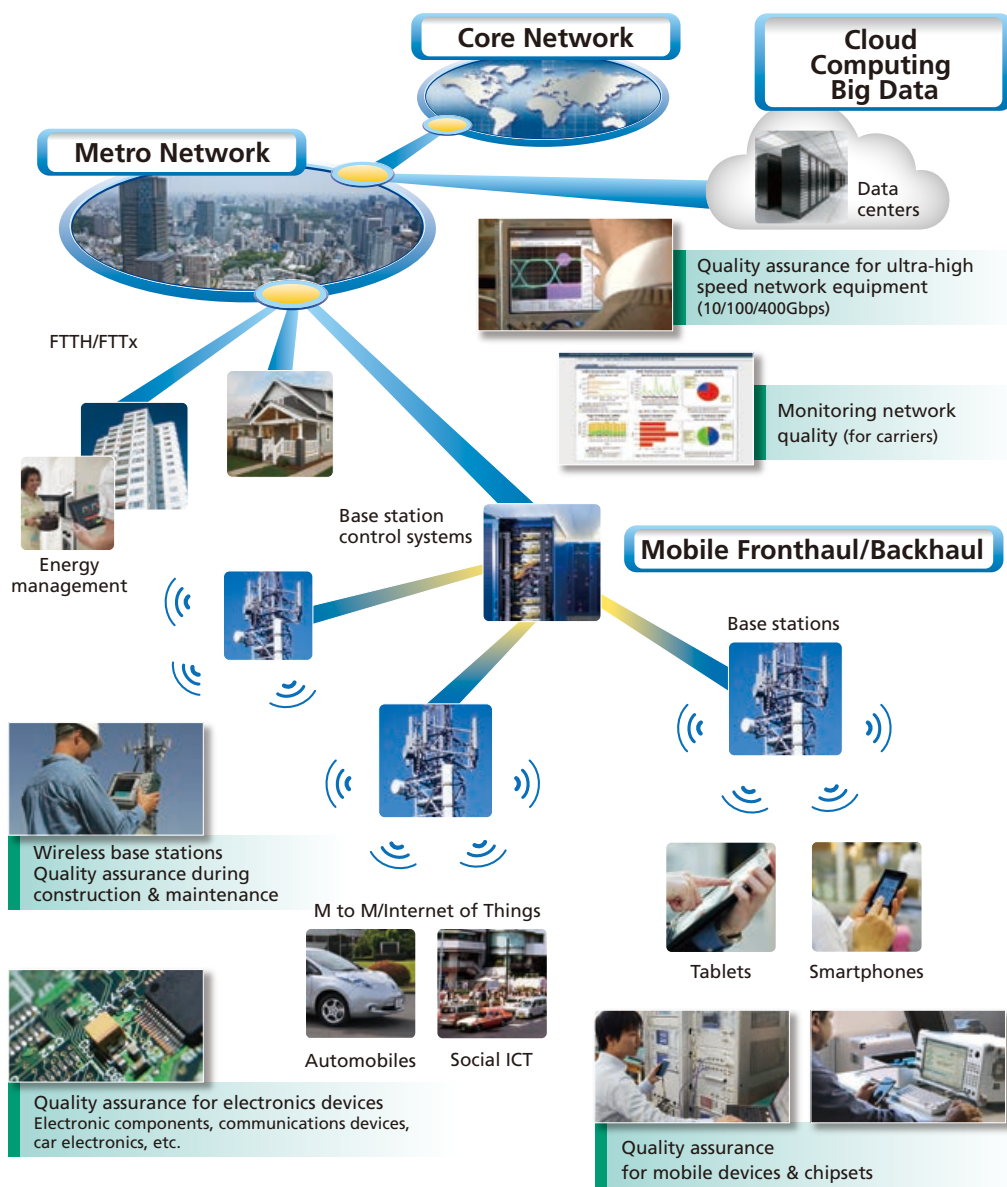 Core Network
Cloud
Computing
Big Data
Metro Network
Data
centers
Quality assurance for ultra-high
speed network equipment
(10/100/400Gbps)
FTTH/FTTx
Monitoring network
quality (for carriers)
Base station
control systems
Mobile Fronthaul/Backhaul
Energy
management
Base stations
Wireless base stations
Quality assurance during
construction & maintenance
M to M/Internet of Things
Tablets
Smartphones
Automobiles
Social ICT
Quality assurance for electronics devices
Electronic components, communications devices,
car electronics, etc.
Quality assurance
for mobile devices & chipsets